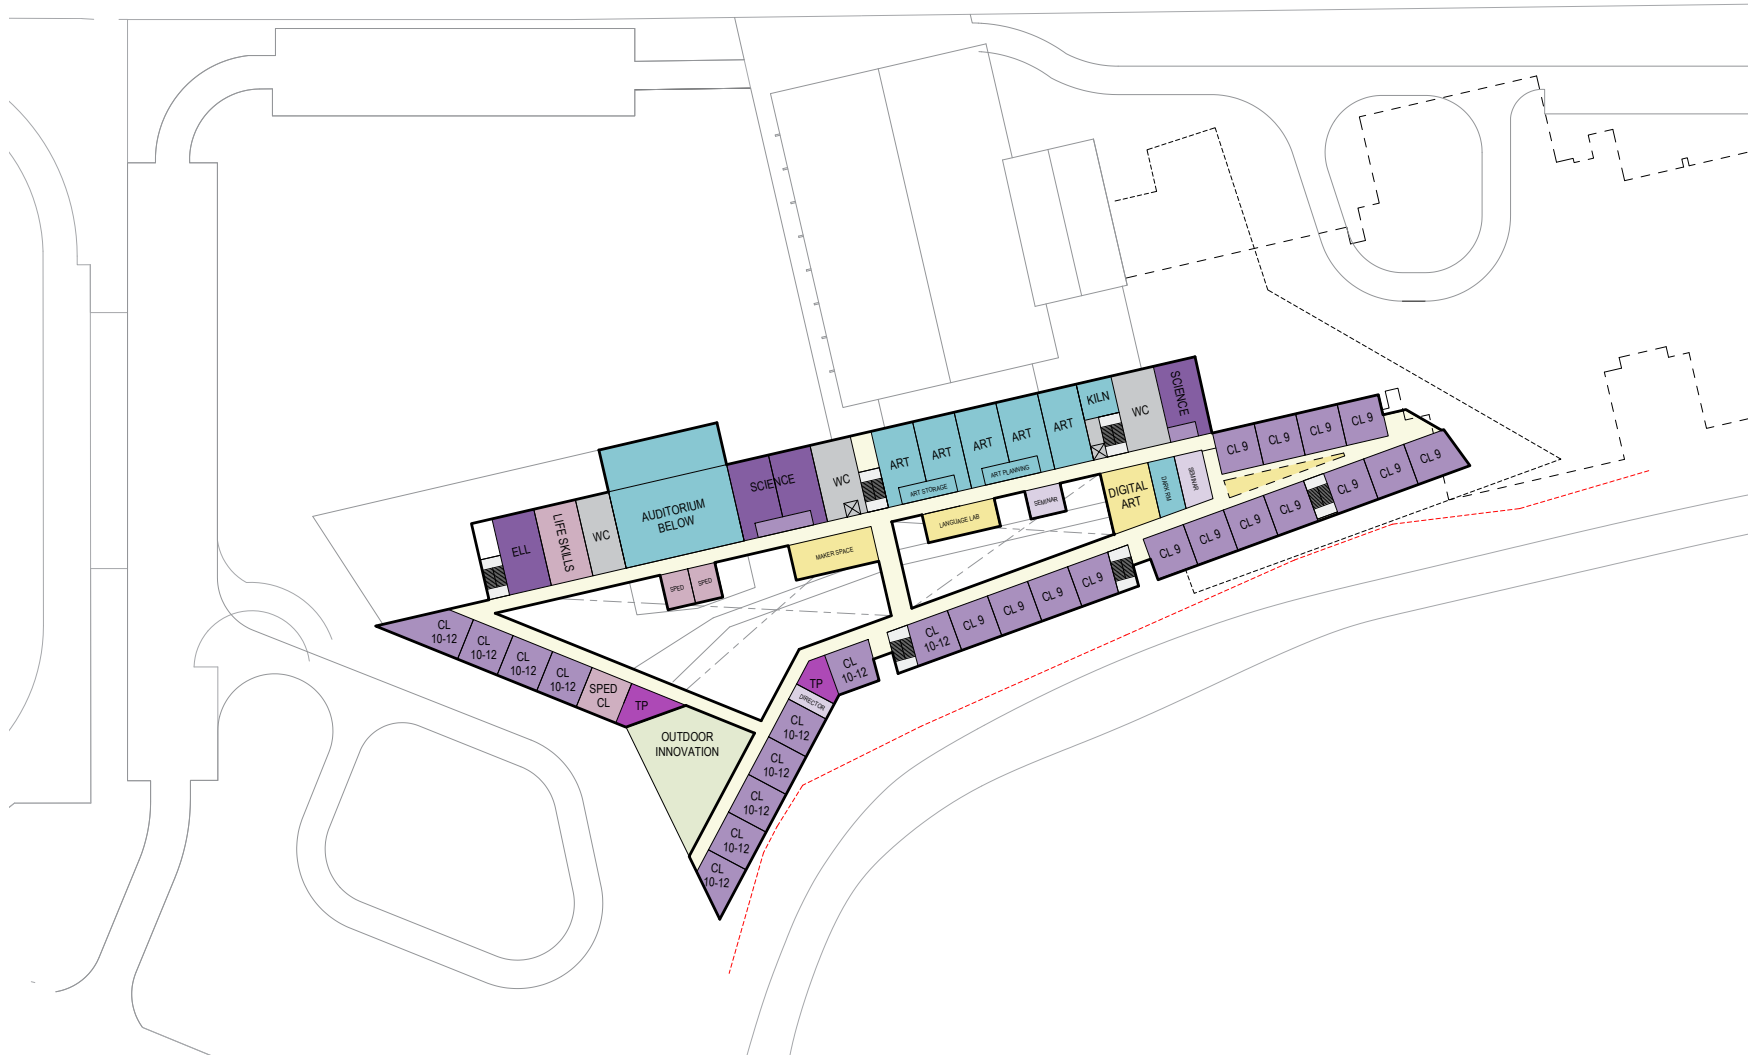 ELL
LIFE SKILLS
WC
AUDITORIUM
BELOW
SCIENCE
WC
ART
ART
ART
ART
ART
KILN
WC
SCIENCE
ART STORAGE
ART PLANNING
CL 9
CL 9
CL 9
CL 9
SPED
SPED
MAKER SPACE
LANGUAGE LAB
SEMINAR
DIGITAL
ART
DARK RM
SEMINAR
CL 9
CL 9
CL 9
CL 9
CL 9
CL 9
CL 9
CL
10-12
CL 9
CL 9
CL 9
CL 9
CL
10-12
CL
10-12
CL
10-12
CL
10-12
SPED
CL
TP
OUTDOOR
INNOVATION
CL
10-12
TP
DIRECTOR
CL
10-12
CL
10-12
CL
10-12
CL
10-12
CL
10-12